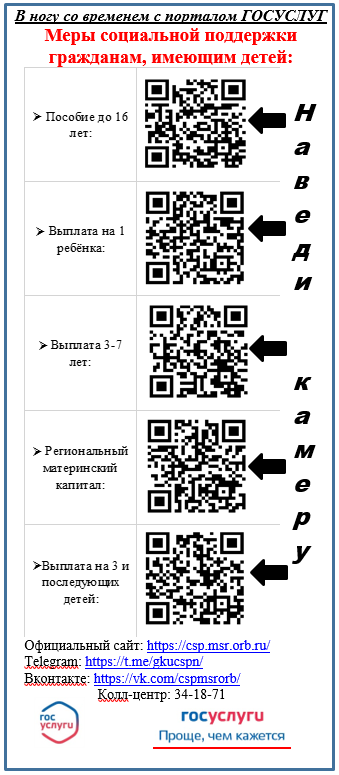 В ногу со временем с порталом ГОСУСЛУГ
Меры социальной поддержки
гражданам, имеющим детей:
➢ Пособие до 16
лет:
➢ Выплата на 1
ребёнка:
➢ Выплата 3-7
лет:
➢ Региональный
материнский
капитал:
➢Выплата на 3 и
последующих
детей:
Наведи камеру
Официальный сайт: https://csp.msr.orb.ru/
Telegram: https://t.me/gkucspn/
Вконтакте: https://vk.com/cspmsrorb/
Колд-центр: 34-18-71
гос
услуги
госуслуги
Проще, чем кажется